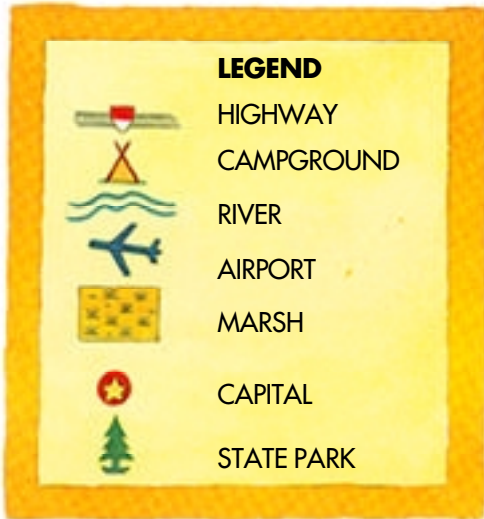 LEGEND
HIGHWAY
CAMPGROUND
RIVER
AIRPORT
MARSH
CAPITAL
STATE PARK